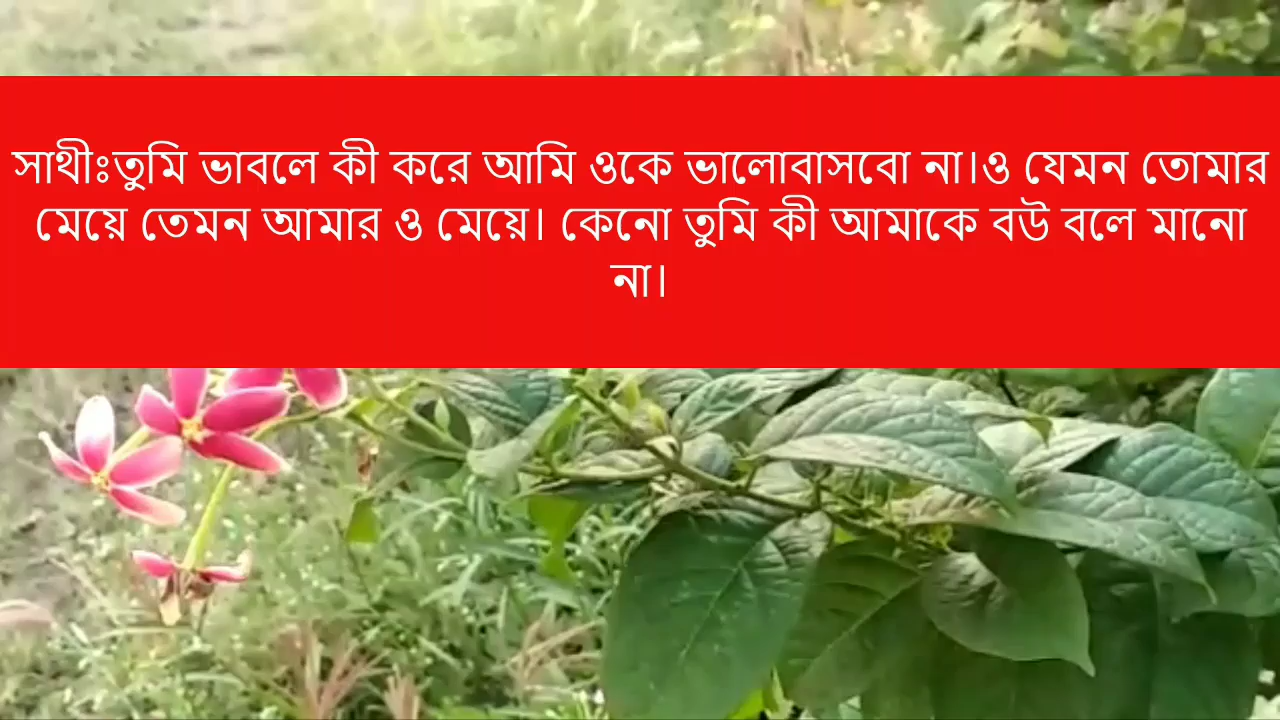 সাথীঃতুমি ভাবলে কী করে আমি ওকে ভালোবাসবো না।ও যেমন তোমার
মেয়ে তেমন আমার ও মেয়ে। কেনো তুমি কী আমাকে বউ বলে মানো
না।